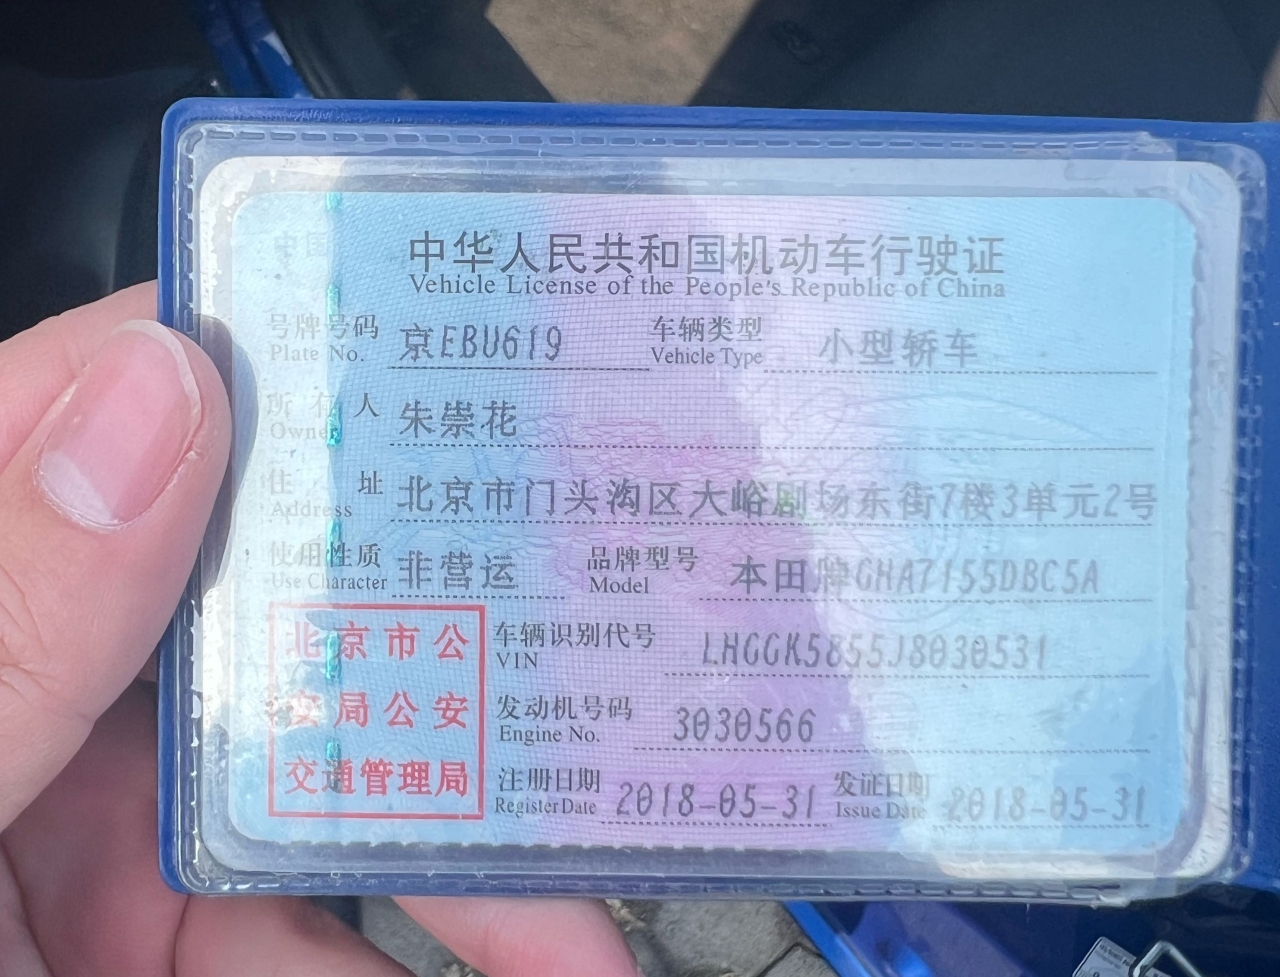 中华人民共和国机动车行驶证
Vehicle License of the People's Republic of China
号牌号码 京EBU619 车辆类型 小型轿车
Plate No. Vehicle Type
所有人 朱崇花
Owner
住址 北京市门头沟区大峪剧场东街7楼3单元2号
Address
使用性质 非营运 品牌型号 本田牌GHA7155DBC5A
Use Character Model
北京市公 车辆识别代号 LHGGK5855J8030531
VIN
安局公安 发动机号码 3030566
Engine No.
交通管理局 注册日期 2018-05-31 发证日期 2018-05-31
Register Date Issue Date